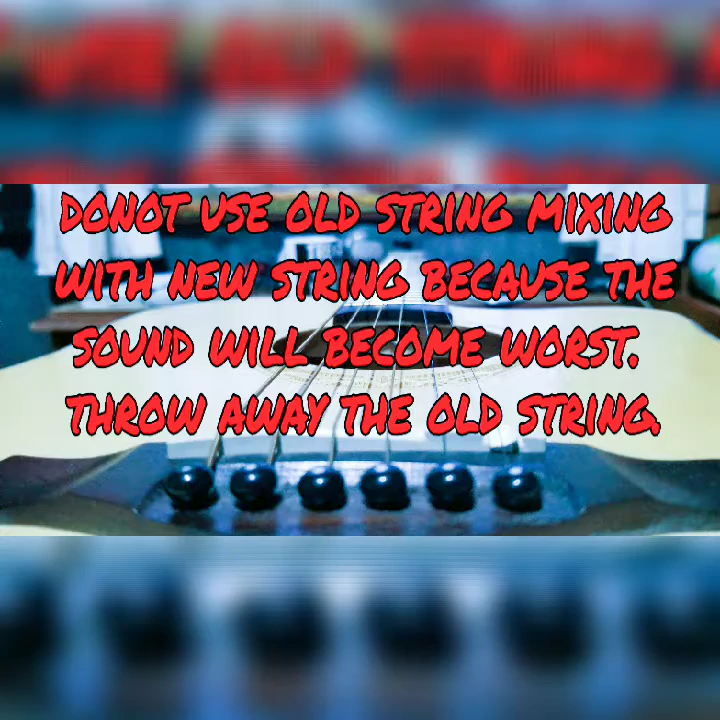 DONOT USE OLD STRING MIXING
WITH NEW STRING BECAUSE THE
SOUND WILL BECOME WORST.
THROW AWAY THE OLD STRING.